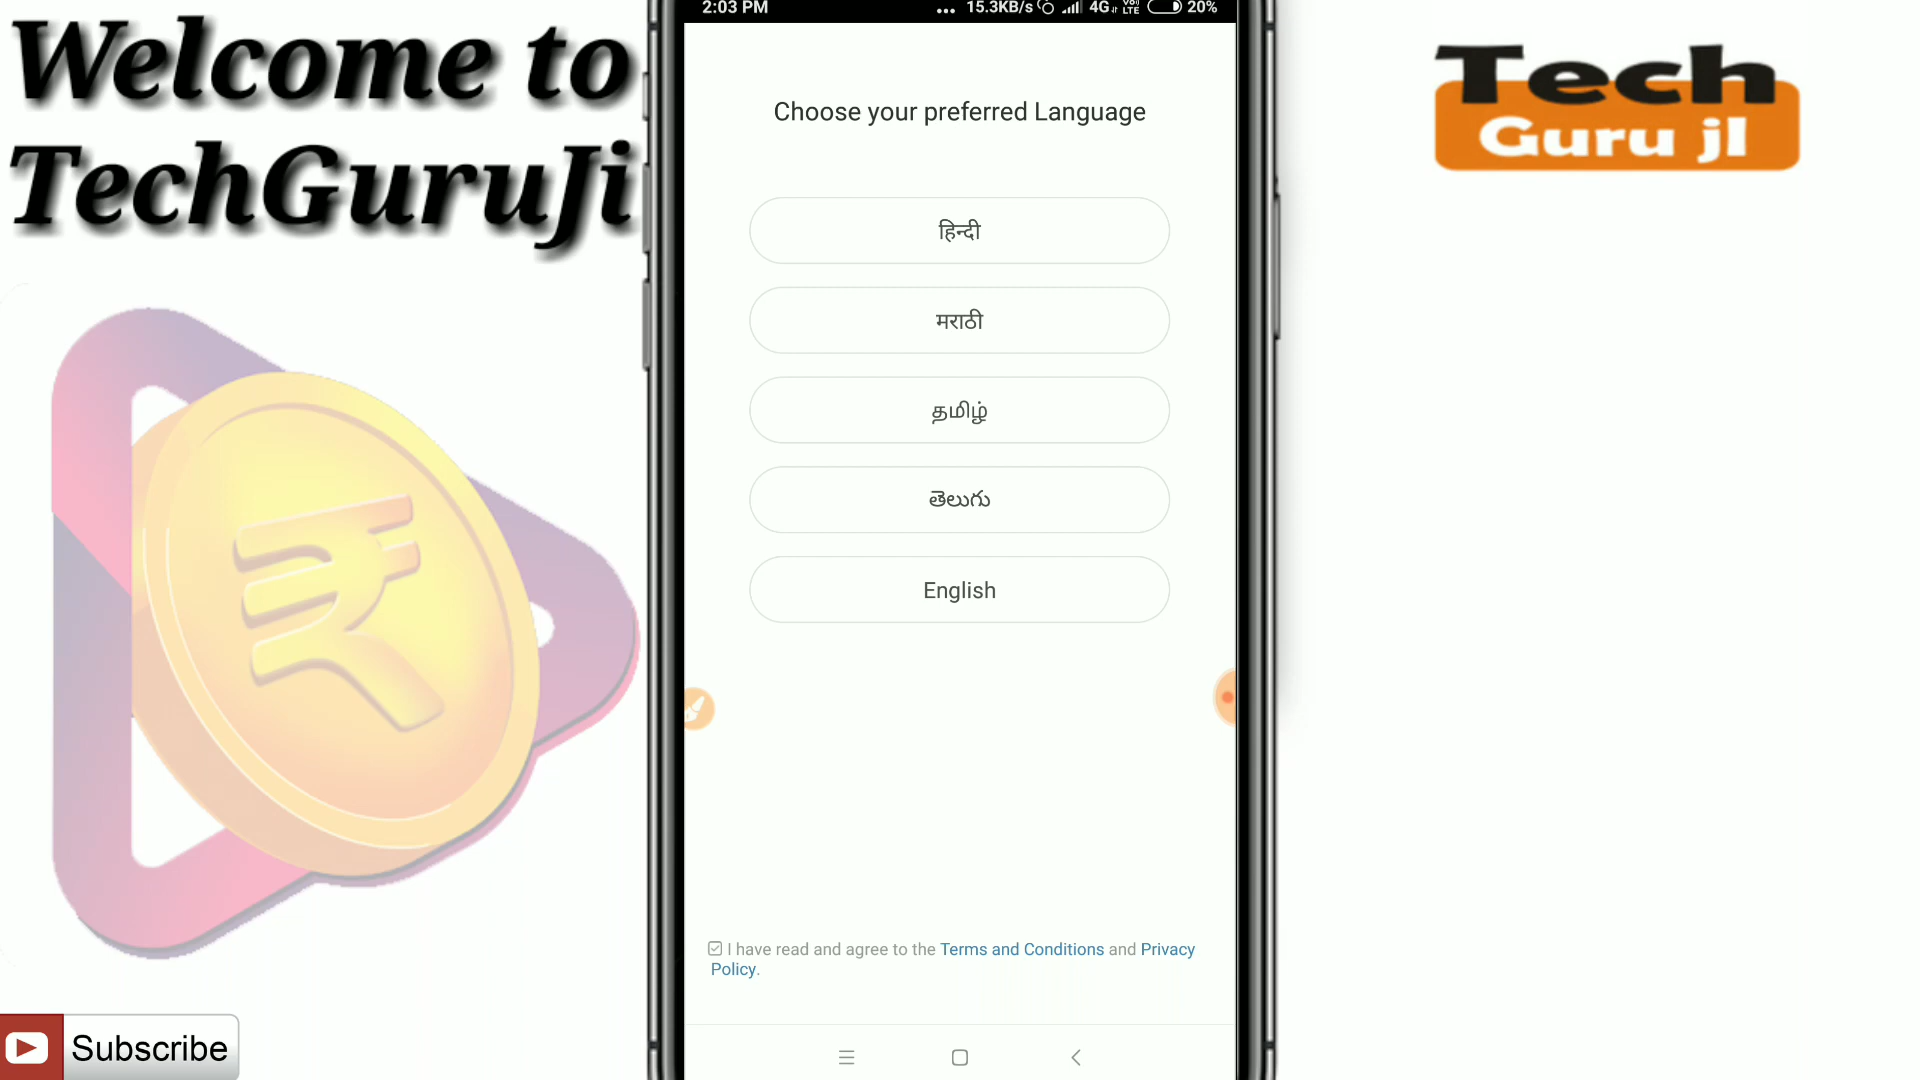 Welcome to
TechGuruJi
2:03 PM
... 15.3KB/s 4G VoLTE 20%
Choose your preferred Language
हिन्दी
मराठी
தமிழ்
తెలుగు
English
I have read and agree to the Terms and Conditions and Privacy
Policy.
Tech
Guru jI
Subscribe